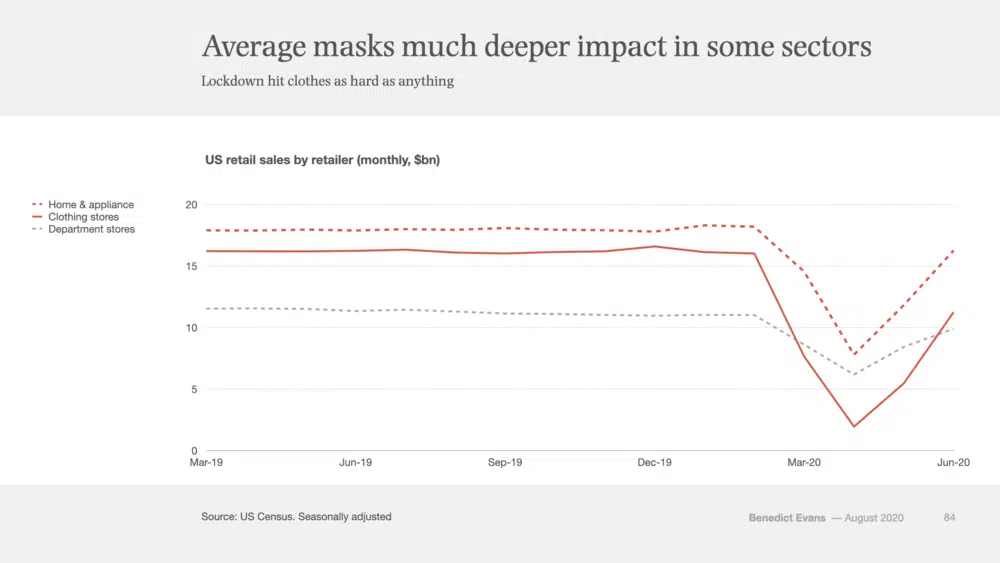 Average masks much deeper impact in some sectors
Lockdown hit clothes as hard as anything
US retail sales by retailer (monthly, $bn)
Home & appliance
Clothing stores
Department stores
20
15
10
5
0
Mar-19 Jun-19 Sep-19 Dec-19 Mar-20 Jun-20
Source: US Census. Seasonally adjusted
Benedict Evans — August 2020 84